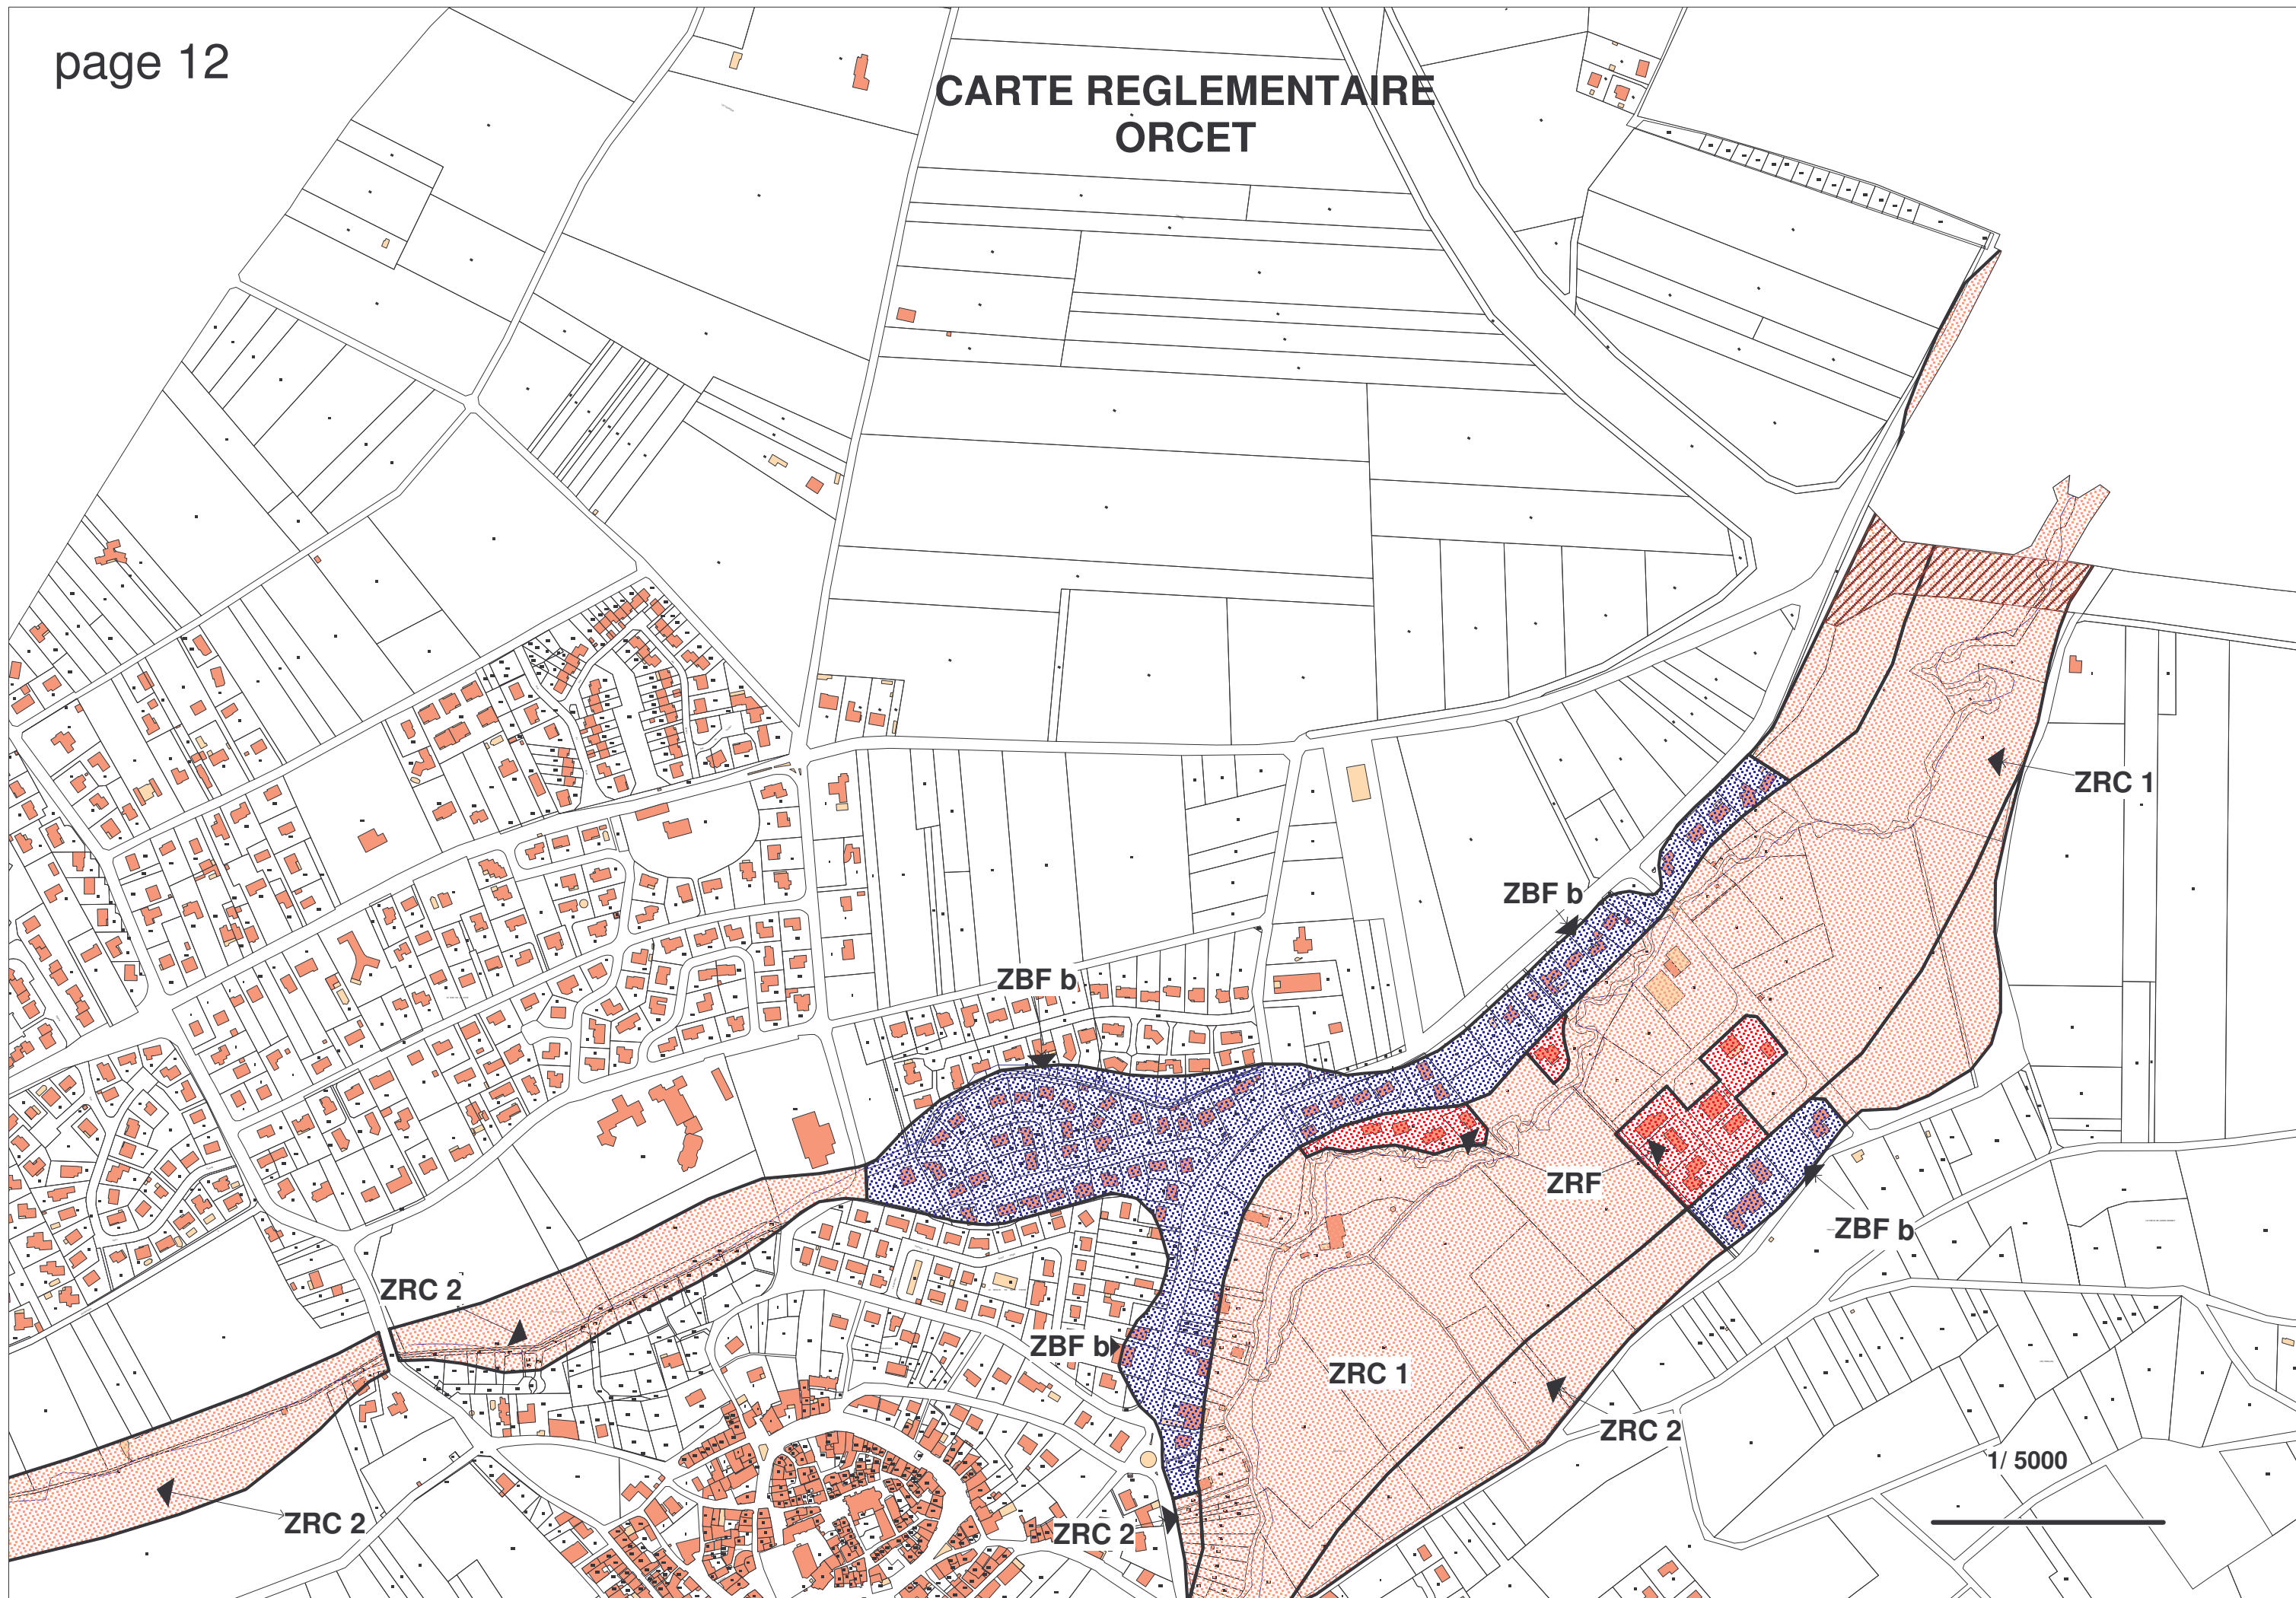 page 12
CARTE REGLEMENTAIRE
ORCET
ZRC 1
ZBF b
ZBF b
ZRF
ZBF b
ZRC 2
ZBF b
ZRC 1
ZRC 2
1/ 5000
ZRC 2
ZRC 2